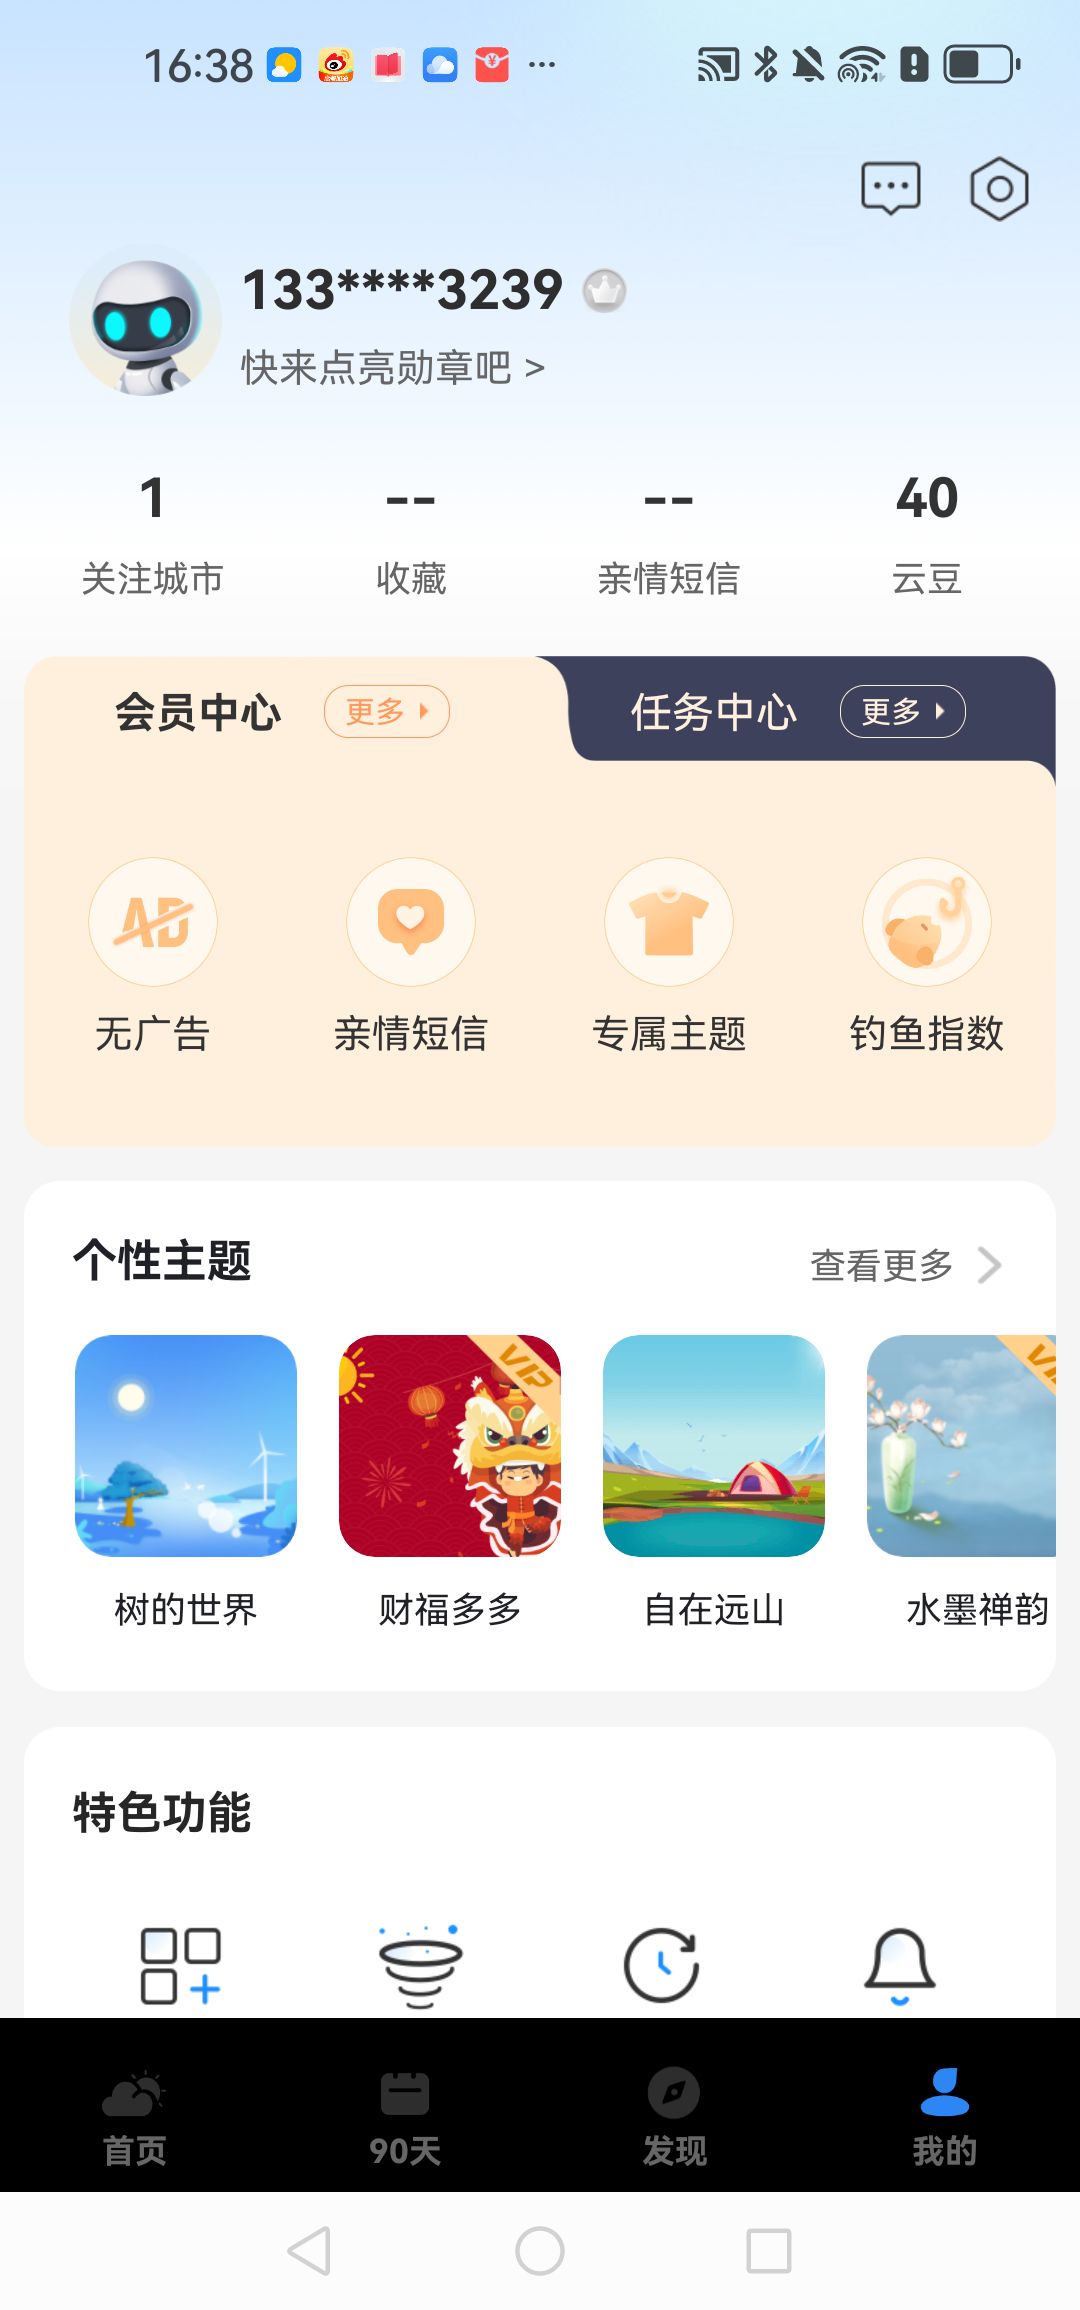 16:38
133****3239
快来点亮勋章吧 >
1 -- -- 40
关注城市 收藏 亲情短信 云豆
会员中心 更多 任务中心 更多
AD
无广告 亲情短信 专属主题 钓鱼指数
个性主题 查看更多
VIP
树的世界 财福多多 自在远山 水墨禅韵
特色功能
首页 90天 发现 我的